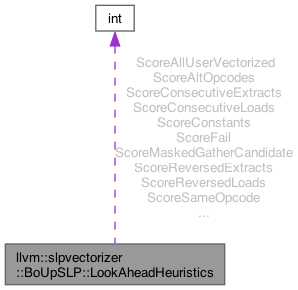 int
ScoreAllUserVectorized
ScoreAltOpcodes
ScoreConsecutiveExtracts
ScoreConsecutiveLoads
ScoreConstants
ScoreFail
ScoreMaskedGatherCandidate
ScoreReversedExtracts
ScoreReversedLoads
ScoreSameOpcode
...
llvm::slpvectorizer
::BoUpSLP::LookAheadHeuristics